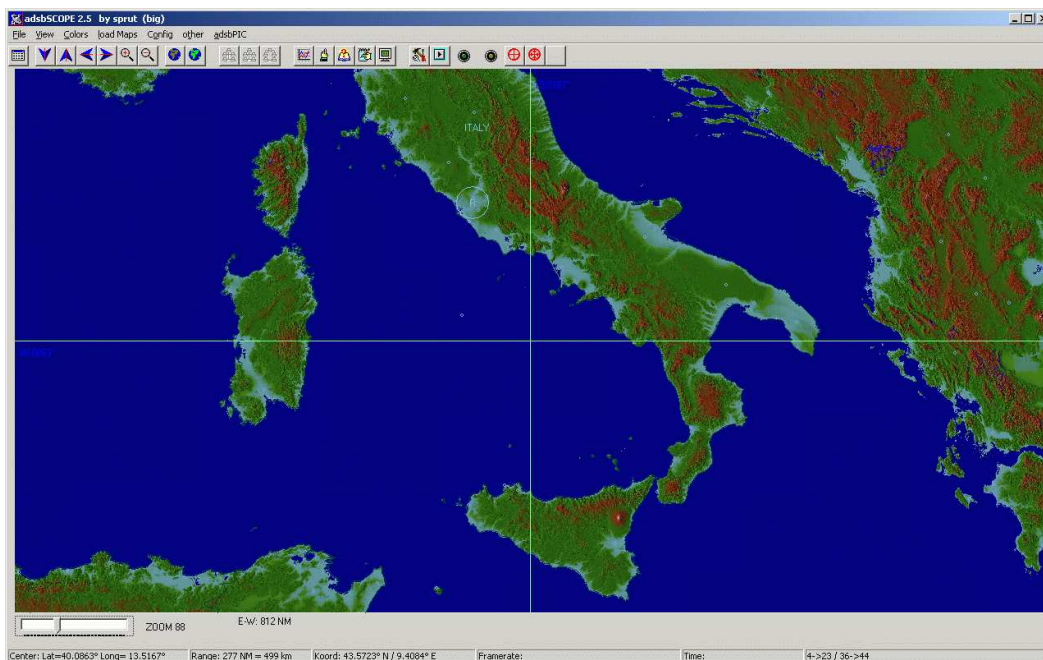 adsbSCOPE 2.5 by sprut (big)
File View Colors load Maps Config other adsbPIC
ITALY
ZOOM 88
E-W: 812 NM
Center: Lat=40.0863° Long= 13.5167°
Range: 277 NM = 499 km
Koord: 43.5723° N / 9.4084° E
Framerate:
Time:
4->23 / 36->44